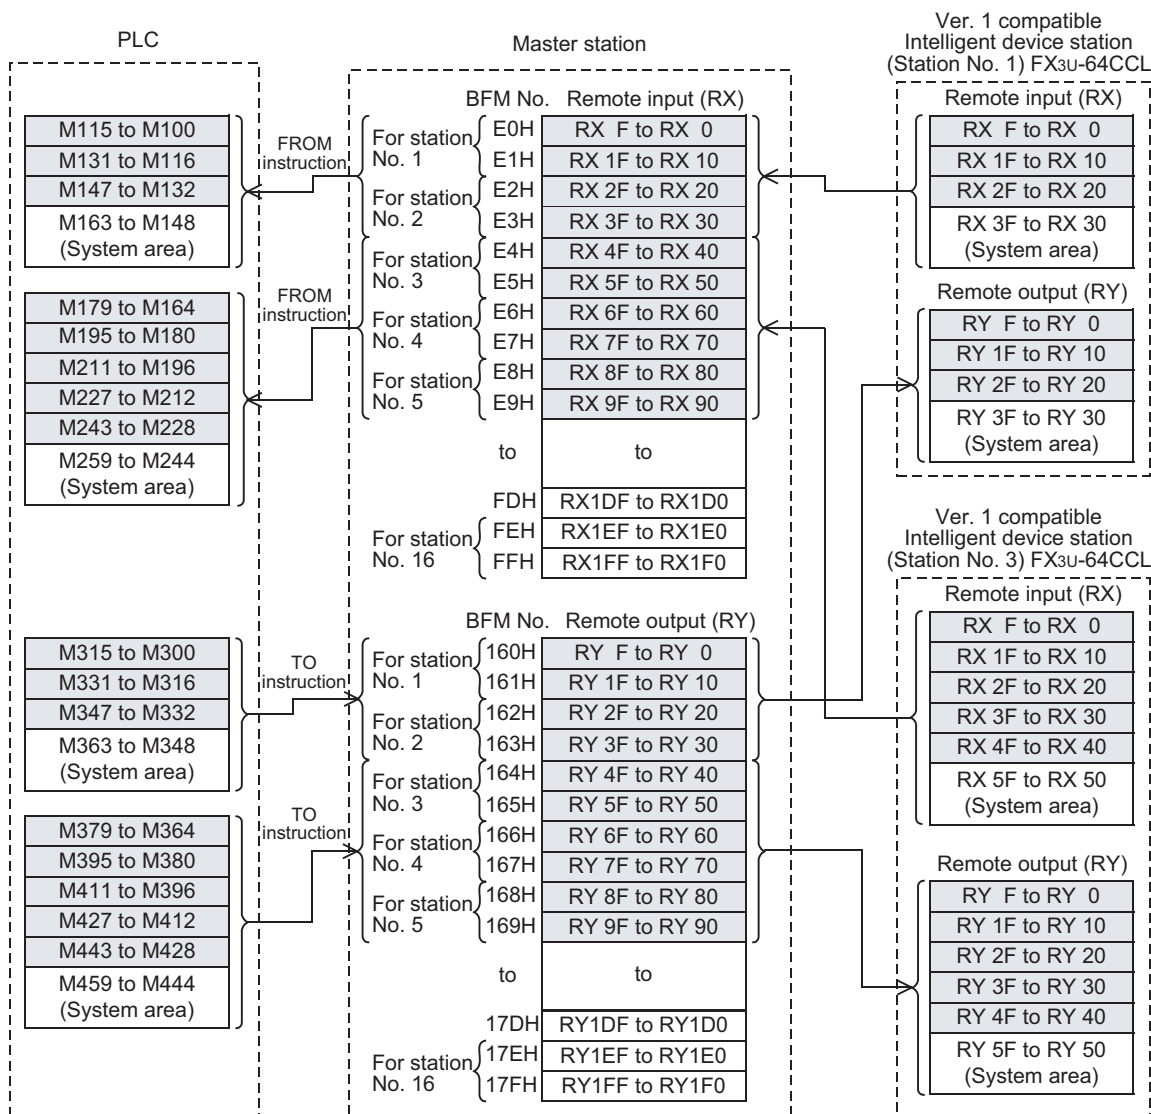 PLC
Master station
Ver. 1 compatible
Intelligent device station
(Station No. 1) FX3U-64CCL
M115 to M100
M131 to M116
M147 to M132
M163 to M148
(System area)
FROM
instruction
M179 to M164
M195 to M180
M211 to M196
M227 to M212
M243 to M228
M259 to M244
(System area)
FROM
instruction
BFM No. Remote input (RX)
For station
No. 1
E0H RX F to RX 0
E1H RX 1F to RX 10
For station
No. 2
E2H RX 2F to RX 20
E3H RX 3F to RX 30
For station
No. 3
E4H RX 4F to RX 40
E5H RX 5F to RX 50
For station
No. 4
E6H RX 6F to RX 60
E7H RX 7F to RX 70
For station
No. 5
E8H RX 8F to RX 80
E9H RX 9F to RX 90
to to
FDH RX1DF to RX1D0
For station
No. 16
FEH RX1EF to RX1E0
FFH RX1FF to RX1F0
Remote input (RX)
RX F to RX 0
RX 1F to RX 10
RX 2F to RX 20
RX 3F to RX 30
(System area)
Remote output (RY)
RY F to RY 0
RY 1F to RY 10
RY 2F to RY 20
RY 3F to RY 30
(System area)
M315 to M300
M331 to M316
M347 to M332
M363 to M348
(System area)
TO
instruction
M379 to M364
M395 to M380
M411 to M396
M427 to M412
M443 to M428
M459 to M444
(System area)
TO
instruction
BFM No. Remote output (RY)
For station
No. 1
160H RY F to RY 0
161H RY 1F to RY 10
For station
No. 2
162H RY 2F to RY 20
163H RY 3F to RY 30
For station
No. 3
164H RY 4F to RY 40
165H RY 5F to RY 50
For station
No. 4
166H RY 6F to RY 60
167H RY 7F to RY 70
For station
No. 5
168H RY 8F to RY 80
169H RY 9F to RY 90
to to
17DH RY1DF to RY1D0
For station
No. 16
17EH RY1EF to RY1E0
17FH RY1FF to RY1F0
Ver. 1 compatible
Intelligent device station
(Station No. 3) FX3U-64CCL
Remote input (RX)
RX F to RX 0
RX 1F to RX 10
RX 2F to RX 20
RX 3F to RX 30
RX 4F to RX 40
RX 5F to RX 50
(System area)
Remote output (RY)
RY F to RY 0
RY 1F to RY 10
RY 2F to RY 20
RY 3F to RY 30
RY 4F to RY 40
RY 5F to RY 50
(System area)